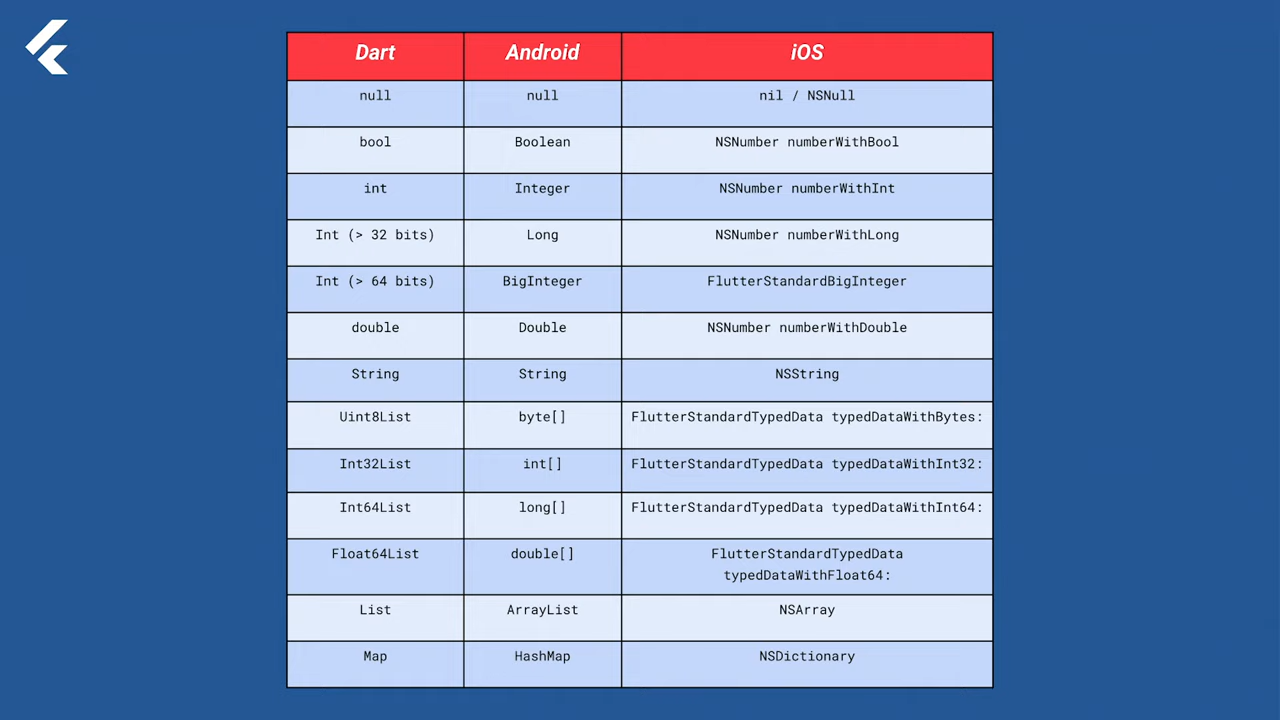 Dart Android iOS
null null nil / NSNull
bool Boolean NSNumber numberWithBool
int Integer NSNumber numberWithInt
Int (> 32 bits) Long NSNumber numberWithLong
Int (> 64 bits) BigInteger FlutterStandardBigInteger
double Double NSNumber numberWithDouble
String String NSString
Uint8List byte[] FlutterStandardTypedData typedDataWithBytes:
Int32List int[] FlutterStandardTypedData typedDataWithInt32:
Int64List long[] FlutterStandardTypedData typedDataWithInt64:
Float64List double[] FlutterStandardTypedData
typedDataWithFloat64:
List ArrayList NSArray
Map HashMap NSDictionary